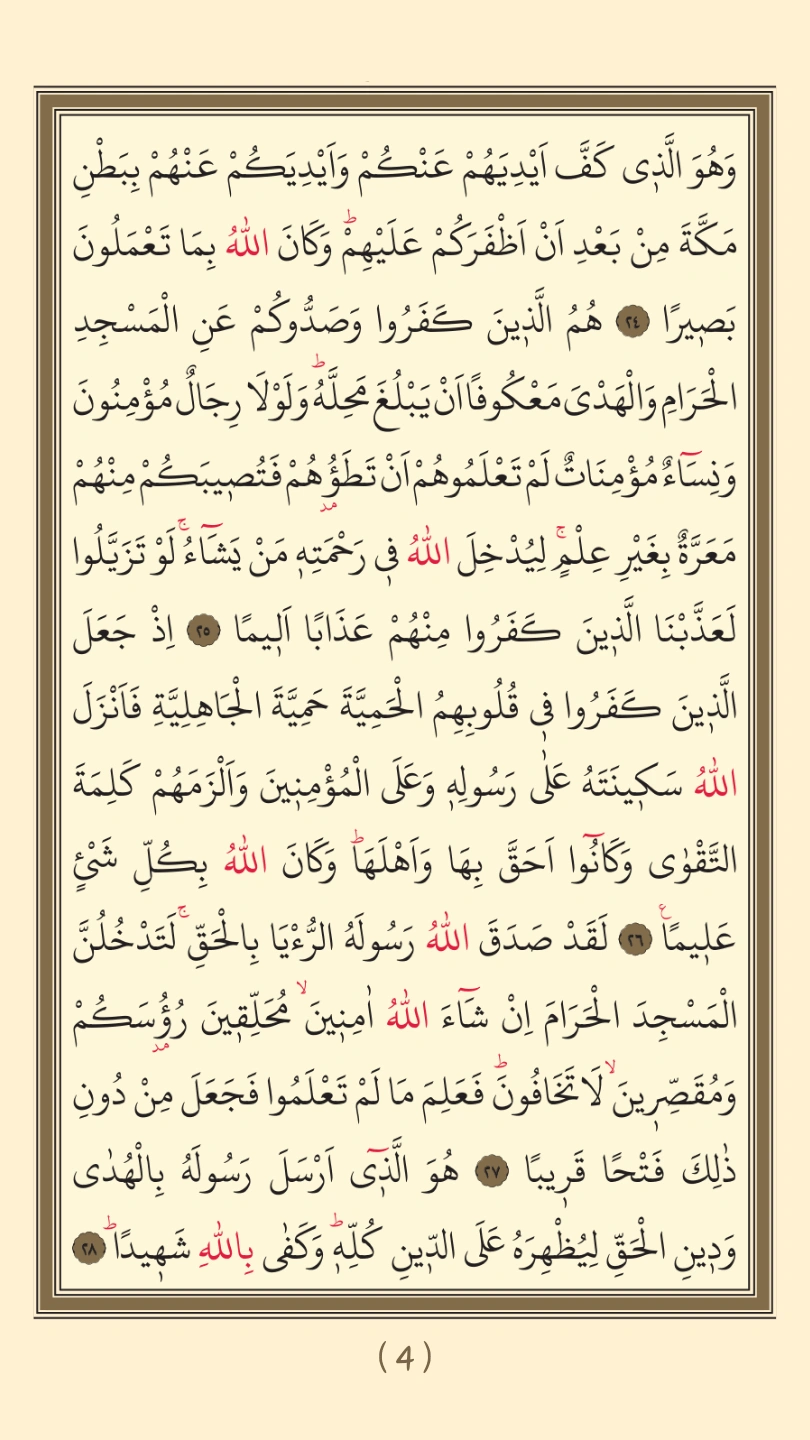 وَهُوَ الَّذ۪ى كَفَّ اَيْدِيَهُمْ عَنْكُمْ وَاَيْدِيَكُمْ عَنْهُمْ بِبَطْنِ
مَكَّةَ مِنْ بَعْدِ اَنْ اَظْفَرَكُمْ عَلَيْهِمْۜ وَكَانَ اللّٰهُ بِمَا تَعْمَلُونَ
بَص۪يرًا ﴿٢٤﴾ هُمُ الَّذ۪ينَ كَفَرُوا وَصَدُّوكُمْ عَنِ الْمَسْجِدِ
الْحَرَامِ وَالْهَدْىَ مَعْكُوفًا اَنْ يَبْلُغَ مَحِلَّهُۜ وَلَوْلَا رِجَالٌ مُؤْمِنُونَ
وَنِسَٓاءٌ مُؤْمِنَاتٌ لَمْ تَعْلَمُوهُمْ اَنْ تَطَؤُ۫هُمْ فَتُص۪يبَكُمْ مِنْهُمْ
مَعَرَّةٌ بِغَيْرِ عِلْمٍۚ لِيُدْخِلَ اللّٰهُ ف۪ى رَحْمَتِه۪ مَنْ يَشَٓاءُۚ لَوْ تَزَيَّلُوا
لَعَذَّبْنَا الَّذ۪ينَ كَفَرُوا مِنْهُمْ عَذَابًا اَل۪يمًا ﴿٢٥﴾ اِذْ جَعَلَ
الَّذ۪ينَ كَفَرُوا ف۪ى قُلُوبِهِمُ الْحَمِيَّةَ حَمِيَّةَ الْجَاهِلِيَّةِ فَاَنْزَلَ
اللّٰهُ سَك۪ينَتَهُ عَلٰى رَسُولِه۪ وَعَلَى الْمُؤْمِن۪ينَ وَاَلْزَمَهُمْ كَلِمَةَ
التَّقْوٰى وَكَانُٓوا اَحَقَّ بِهَا وَاَهْلَهَاۜ وَكَانَ اللّٰهُ بِكُلِّ شَىْءٍ
عَل۪يمًا ﴿٢٦﴾ لَقَدْ صَدَقَ اللّٰهُ رَسُولَهُ الرُّءْيَا بِالْحَقِّۚ لَتَدْخُلُنَّ
الْمَسْجِدَ الْحَرَامَ اِنْ شَٓاءَ اللّٰهُ اٰمِن۪ينَۙ مُحَلِّق۪ينَ رُؤُ۫سَكُمْ
وَمُقَصِّر۪ينَۙ لَا تَخَافُونَۜ فَعَلِمَ مَا لَمْ تَعْلَمُوا فَجَعَلَ مِنْ دُونِ
ذٰلِكَ فَتْحًا قَر۪يبًا ﴿٢٧﴾ هُوَ الَّذ۪ٓى اَرْسَلَ رَسُولَهُ بِالْهُدٰى
وَد۪ينِ الْحَقِّ لِيُظْهِرَهُ عَلَى الدّ۪ينِ كُلِّه۪ۜ وَكَفٰى بِاللّٰهِ شَه۪يدًاۜ ﴿٢٨﴾
(4)